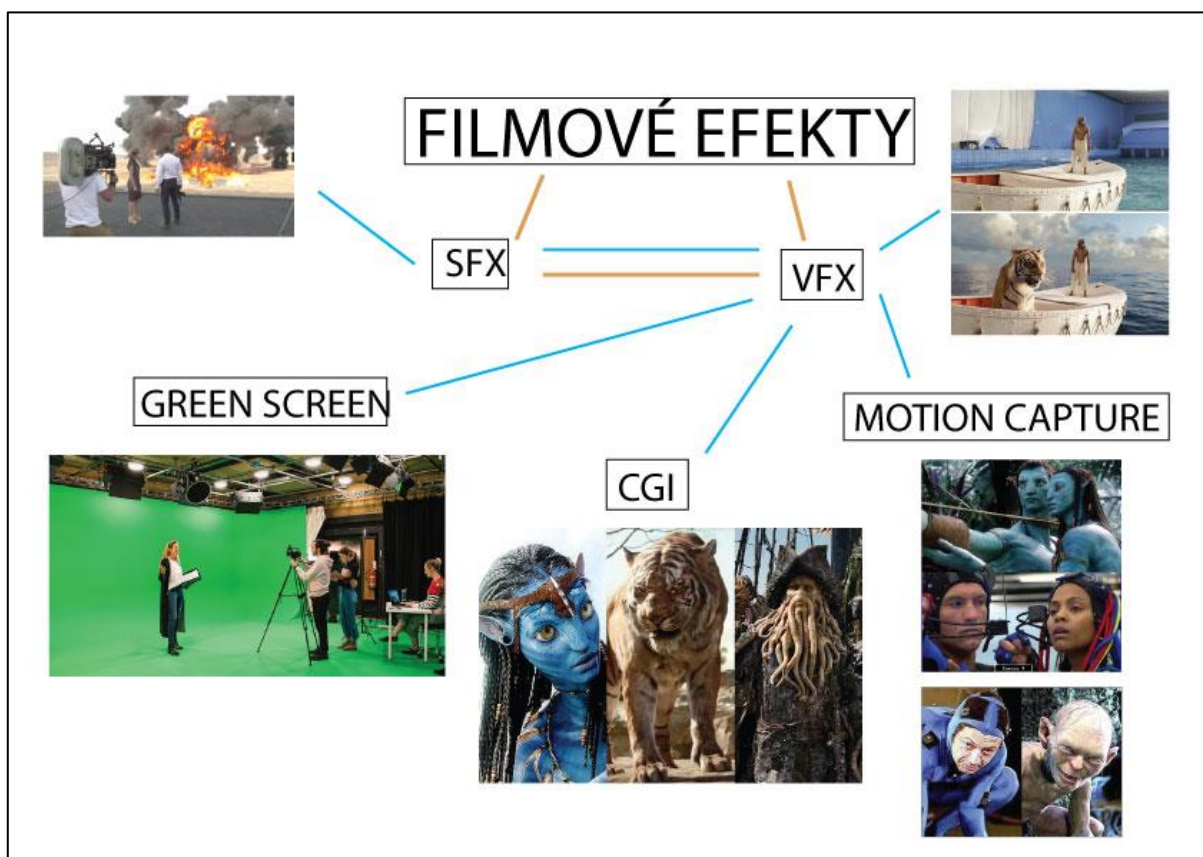 FILMOVÉ EFEKTY
SFX
VFX
GREEN SCREEN
MOTION CAPTURE
CGI